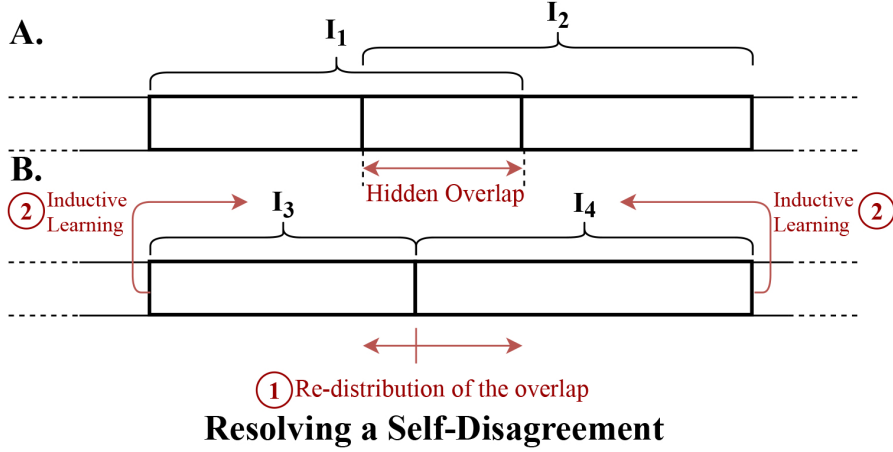 A.
I1
I2
Hidden Overlap
B.
2 Inductive
Learning
I3
I4
Inductive 2
Learning
1 Re-distribution of the overlap
Resolving a Self-Disagreement